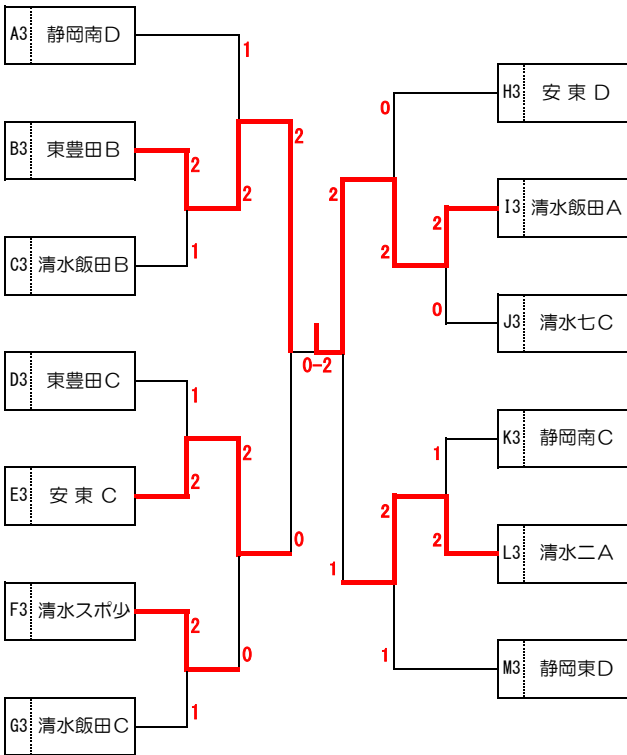 A3 静岡南D
1
H3 安東D
0
B3 東豊田B
2
2
2
2
I3 清水飯田A
2
2
C3 清水飯田B
1
0
J3 清水七C
0-2
D3 東豊田C
1
K3 静岡南C
1
2
E3 安東C
2
2
2
L3 清水二A
0
1
F3 清水スポ少
2
0
1
M3 静岡東D
G3 清水飯田C
1